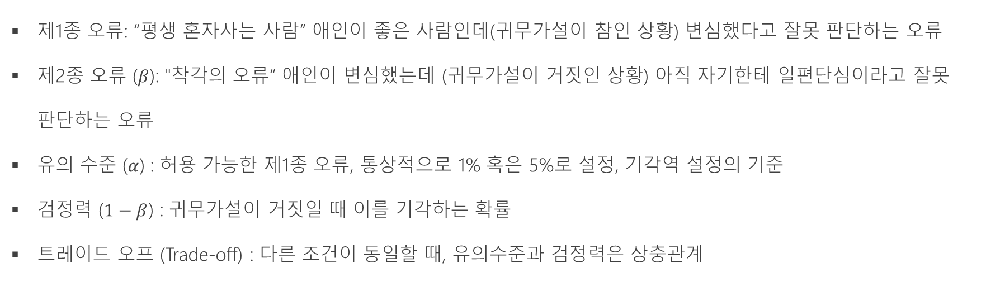 ▪ 제1종 오류: “평생 혼자사는 사람” 애인이 좋은 사람인데(귀무가설이 참인 상황) 변심했다고 잘못 판단하는 오류
▪ 제2종 오류 (β): "착각의 오류“ 애인이 변심했는데 (귀무가설이 거짓인 상황) 아직 자기한테 일편단심이라고 잘못
판단하는 오류
▪ 유의 수준 (α) : 허용 가능한 제1종 오류, 통상적으로 1% 혹은 5%로 설정, 기각역 설정의 기준
▪ 검정력 (1 − β) : 귀무가설이 거짓일 때 이를 기각하는 확률
▪ 트레이드 오프 (Trade-off) : 다른 조건이 동일할 때, 유의수준과 검정력은 상충관계